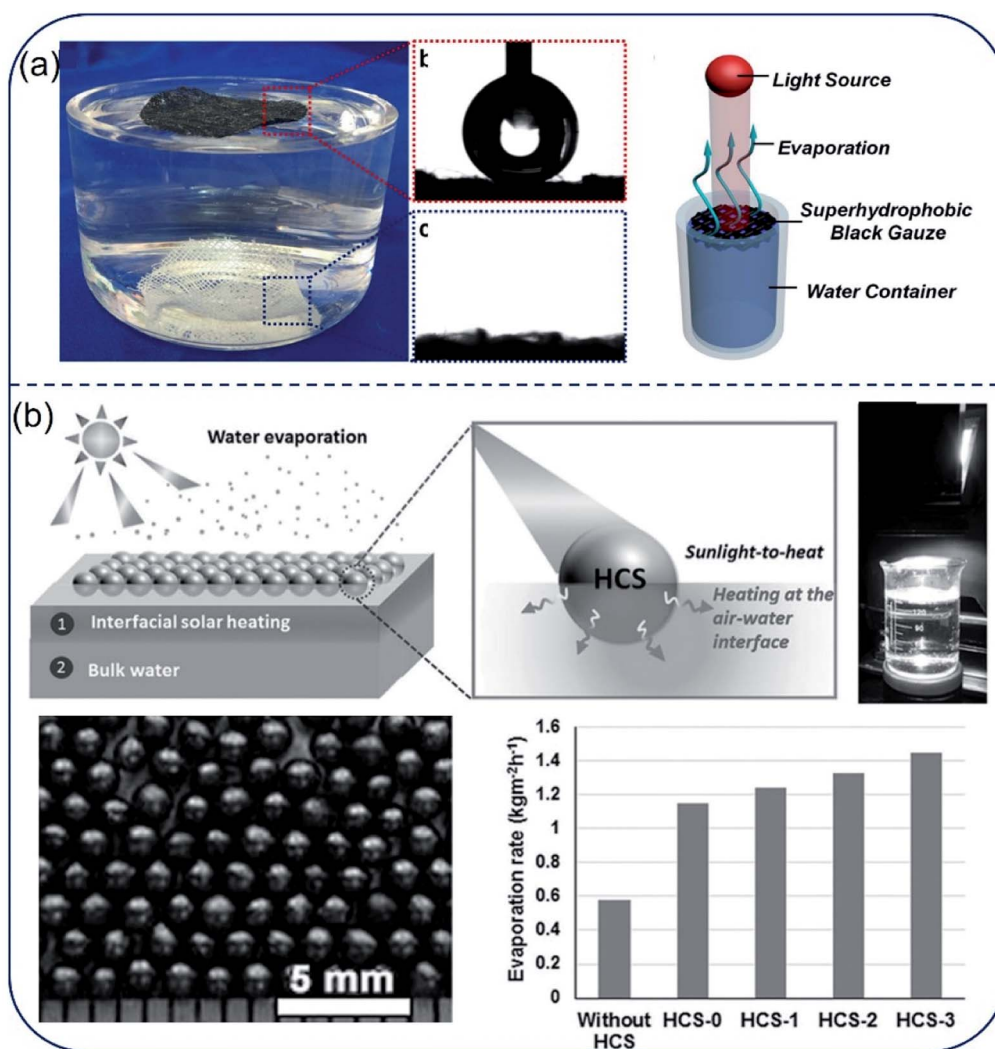 (a)
b
c
Light Source
Evaporation
Superhydrophobic
Black Gauze
Water Container
(b)
Water evaporation
1 Interfacial solar heating
2 Bulk water
HCS
Sunlight-to-heat
Heating at the
air-water
interface
5 mm
Evaporation rate (kgm⁻²h⁻¹)
1.6
1.4
1.2
1
0.8
0.6
0.4
0.2
0
Without
HCS
HCS-0
HCS-1
HCS-2
HCS-3